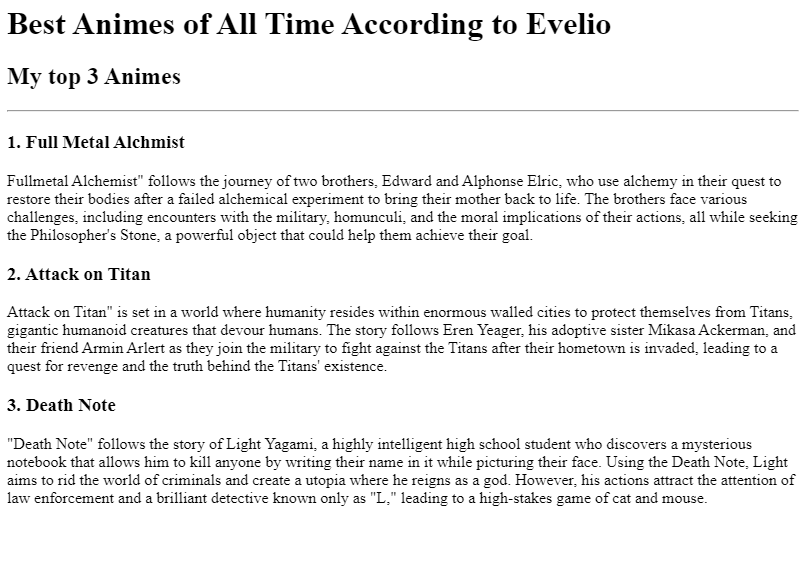 Best Animes of All Time According to Evelio
My top 3 Animes
1. Full Metal Alchmist
Fullmetal Alchemist" follows the journey of two brothers, Edward and Alphonse Elric, who use alchemy in their quest to
restore their bodies after a failed alchemical experiment to bring their mother back to life. The brothers face various
challenges, including encounters with the military, homunculi, and the moral implications of their actions, all while seeking
the Philosopher's Stone, a powerful object that could help them achieve their goal.
2. Attack on Titan
Attack on Titan" is set in a world where humanity resides within enormous walled cities to protect themselves from Titans,
gigantic humanoid creatures that devour humans. The story follows Eren Yeager, his adoptive sister Mikasa Ackerman, and
their friend Armin Arlert as they join the military to fight against the Titans after their hometown is invaded, leading to a
quest for revenge and the truth behind the Titans' existence.
3. Death Note
"Death Note" follows the story of Light Yagami, a highly intelligent high school student who discovers a mysterious
notebook that allows him to kill anyone by writing their name in it while picturing their face. Using the Death Note, Light
aims to rid the world of criminals and create a utopia where he reigns as a god. However, his actions attract the attention of
law enforcement and a brilliant detective known only as "L," leading to a high-stakes game of cat and mouse.